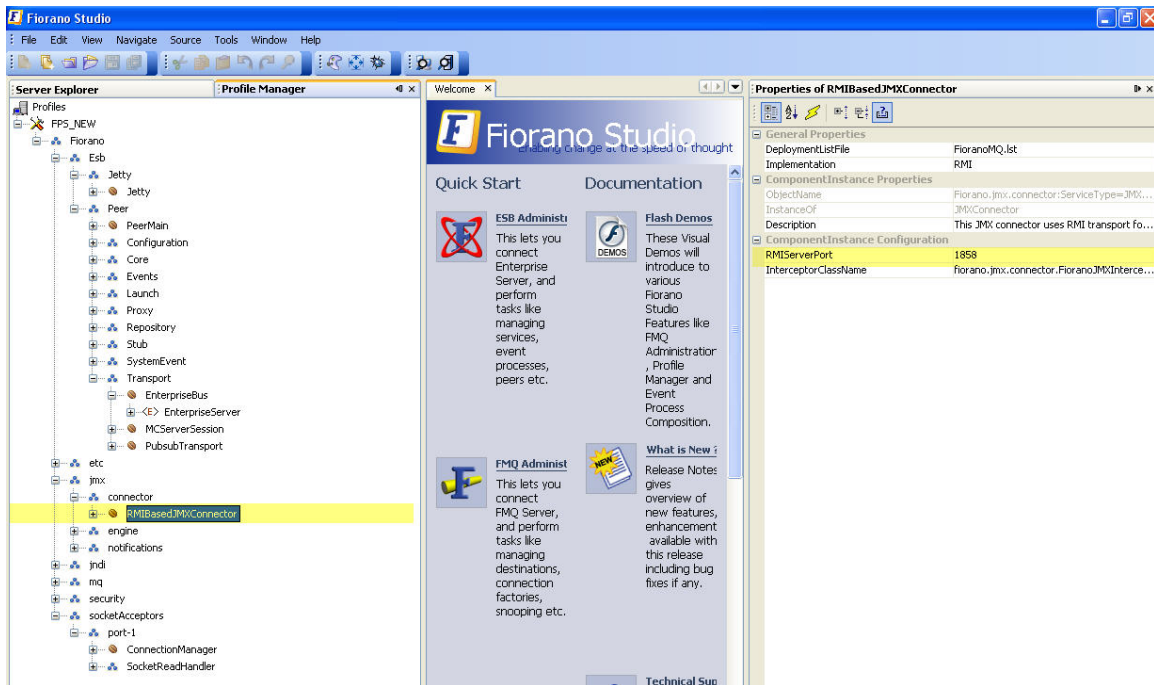 Fiorano Studio
File Edit View Navigate Source Tools Window Help
Server Explorer
Profile Manager
Profiles
FPS_NEW
Fiorano
Esb
Jetty
Jetty
Peer
PeerMain
Configuration
Core
Events
Launch
Proxy
Repository
Stub
SystemEvent
Transport
EnterpriseBus
<E> EnterpriseServer
MCServerSession
PubsubTransport
etc
jmx
connector
RMIBasedJMXConnector
engine
notifications
jndi
mq
security
socketAcceptors
port-1
ConnectionManager
SocketReadHandler
Welcome
Fiorano Studio
Enabling change at the speed of thought
Quick Start
ESB Administ
This lets you
connect
Enterprise
Server, and
perform
tasks like
managing
services,
event
processes,
peers etc.
FMQ Administ
This lets you
connect
FMQ Server,
and perform
tasks like
managing
destinations,
connection
factories,
snooping etc.
Documentation
DEMOS
Flash Demos
These Visual
Demos will
introduce to
various
Fiorano
Studio
Features like
FMQ
Administration
, Profile
Manager and
Event
Process
Composition.
NEW
What is New ?
Release Notes
gives
overview of
new features,
enhancement
available with
this release
including bug
fixes if any.
Technical Sup
Properties of RMIBasedJMXConnector
General Properties
DeploymentListFile FioranoMQ.lst
Implementation RMI
ComponentInstance Properties
ObjectName Fiorano.jmx.connector:ServiceType=JMX...
InstanceOf JMXConnector
Description This JMX connector uses RMI transport fo...
ComponentInstance Configuration
RMIServerPort 1858
InterceptorClassName fiorano.jmx.connector.FioranoJMXInterce...